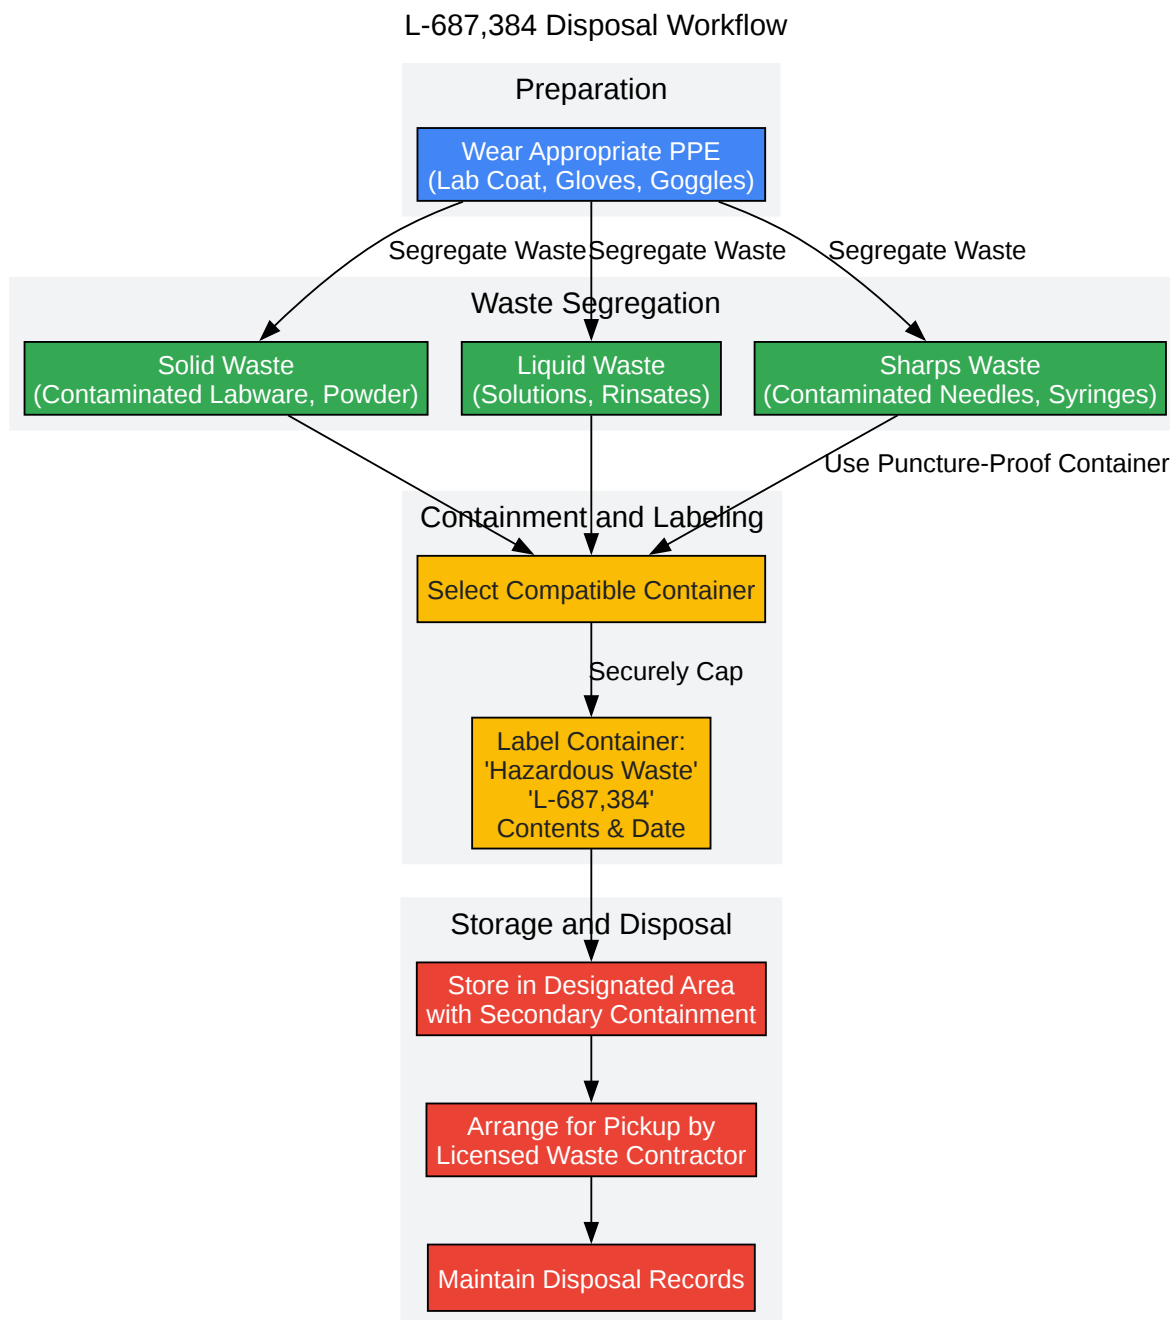 L-687,384 Disposal Workflow
Preparation
Wear Appropriate PPE
(Lab Coat, Gloves, Goggles)
Segregate Waste
Segregate Waste
Segregate Waste
Waste Segregation
Solid Waste
(Contaminated Labware, Powder)
Liquid Waste
(Solutions, Rinsates)
Sharps Waste
(Contaminated Needles, Syringes)
Use Puncture-Proof Container
Containment and Labeling
Select Compatible Container
Securely Cap
Label Container:
'Hazardous Waste'
'L-687,384'
Contents & Date
Storage and Disposal
Store in Designated Area
with Secondary Containment
Arrange for Pickup by
Licensed Waste Contractor
Maintain Disposal Records